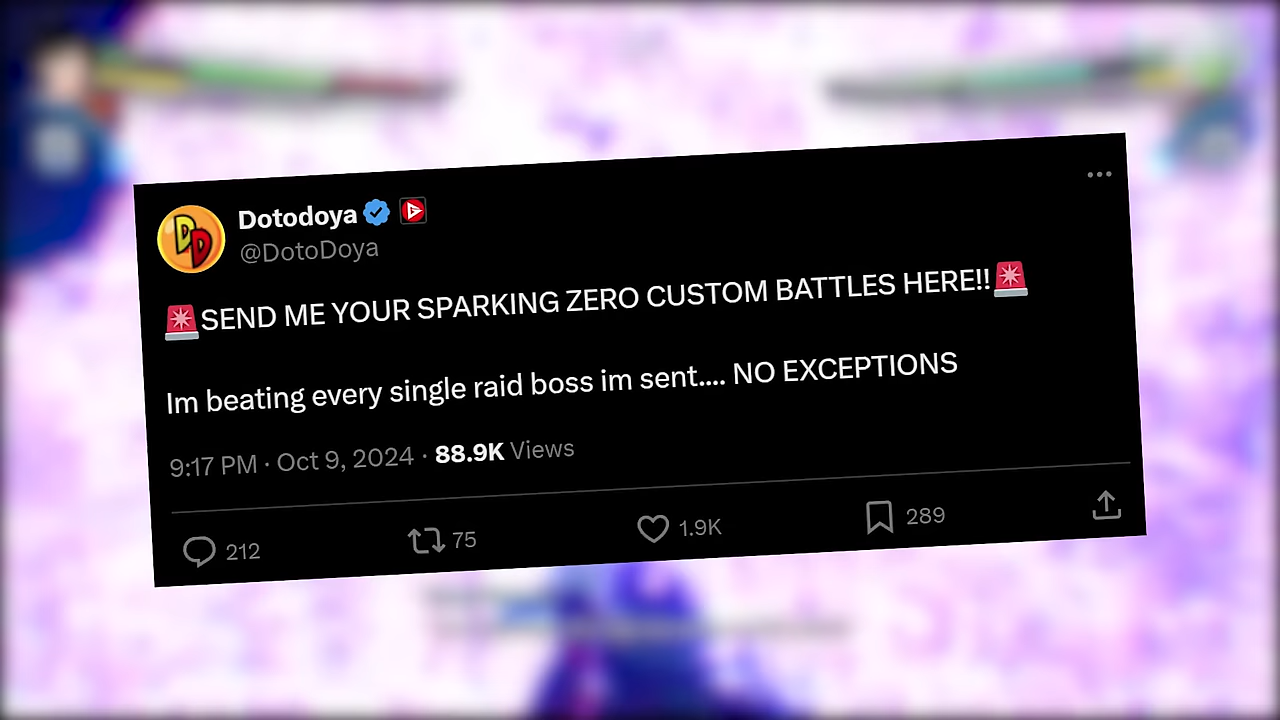 Dotodoya
@DotoDoya
🚨SEND ME YOUR SPARKING ZERO CUSTOM BATTLES HERE!!🚨
Im beating every single raid boss im sent.... NO EXCEPTIONS
9:17 PM · Oct 9, 2024 · 88.9K Views
212 75 1.9K 289